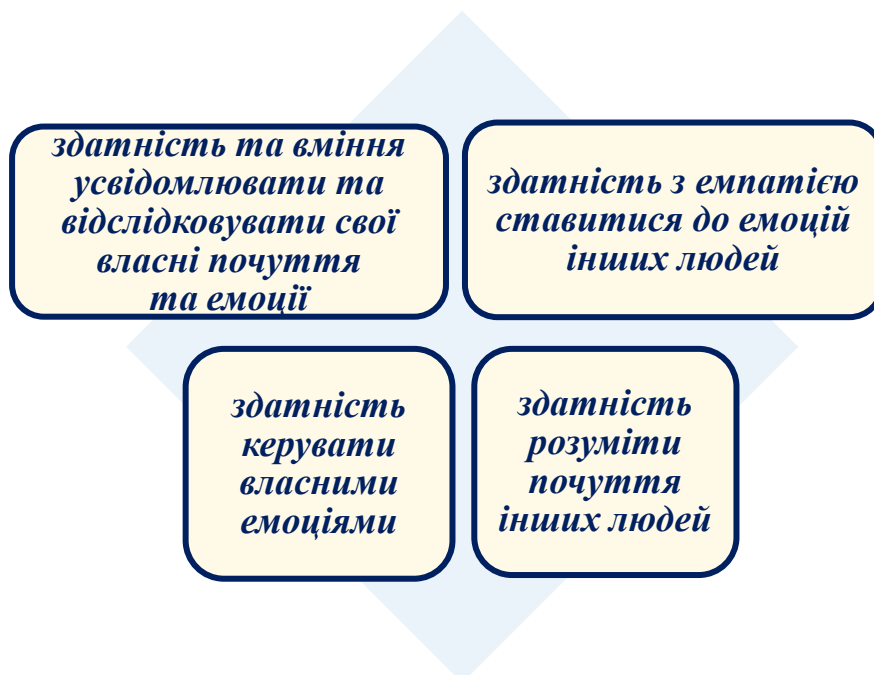 здатність та вміння
усвідомлювати та
відслідковувати свої
власні почуття
та емоції
здатність з емпатією
ставитися до емоцій
інших людей
здатність
керувати
власними
емоціями
здатність
розуміти
почуття
інших людей